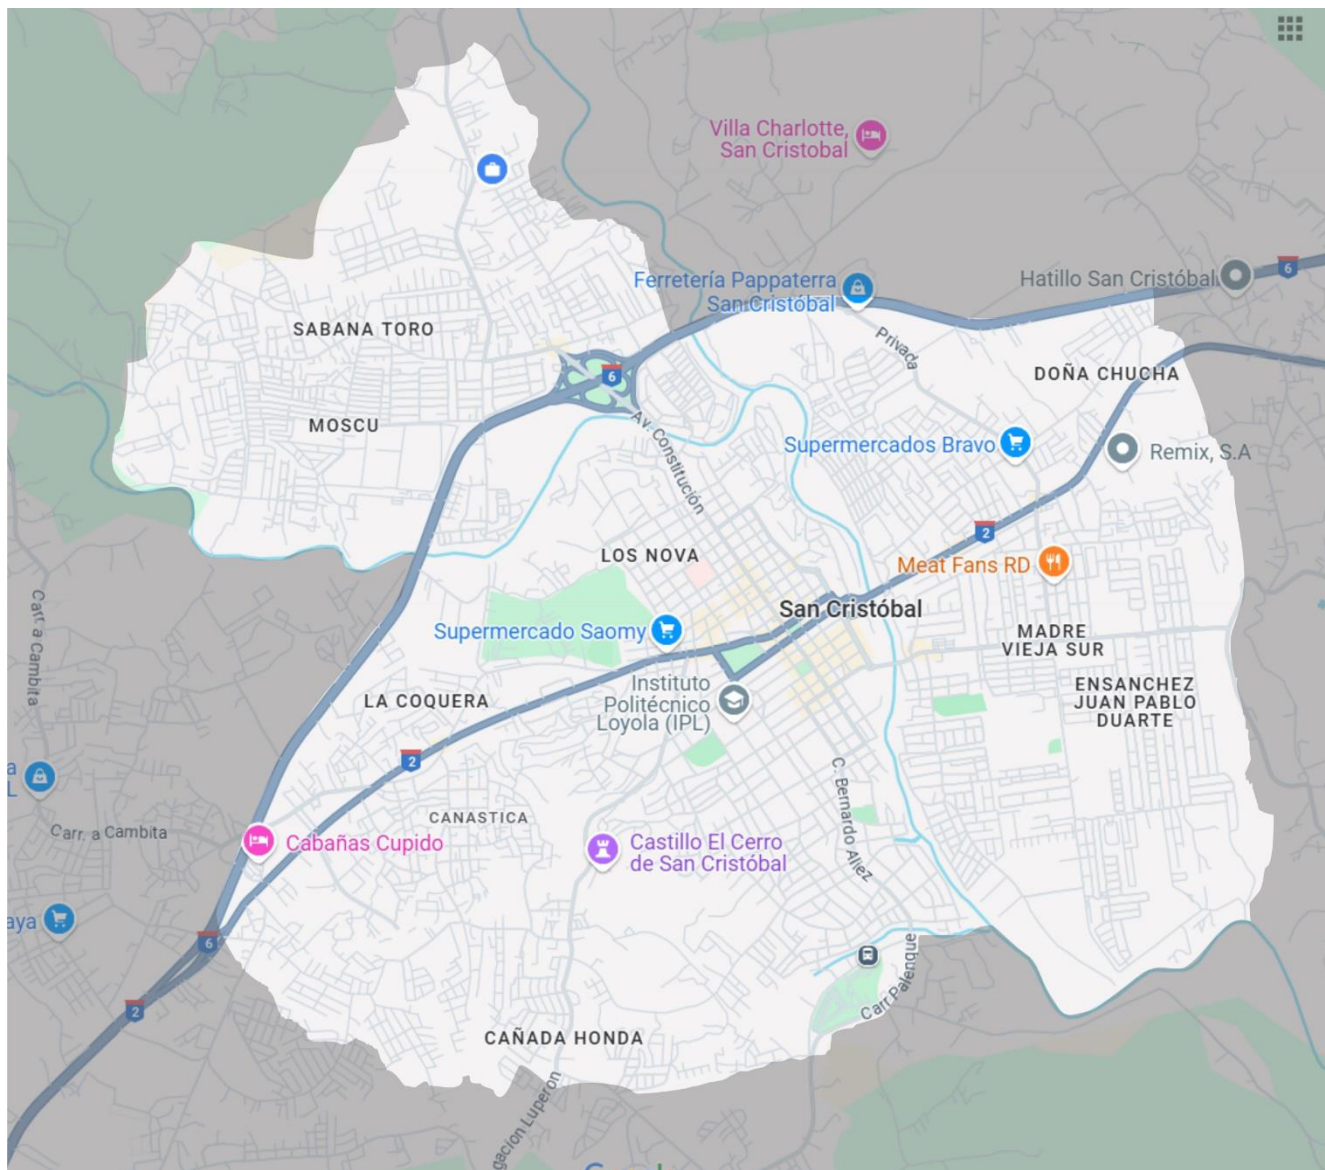 Villa Charlotte,
San Cristobal
Ferretería Pappaterra
San Cristóbal
Hatillo San Cristóbal
6
SABANA TORO
Privada
6
DOÑA CHUCHA
MOSCU
Av. Constitución
Supermercados Bravo
Remix, S.A
2
LOS NOVA
Meat Fans RD
Carr. a Cambita
San Cristóbal
Supermercado Saomy
MADRE
VIEJA SUR
Instituto
Politécnico
Loyola (IPL)
ENSANCHEZ
JUAN PABLO
DUARTE
LA COQUERA
2
a
L
C. Bernardo Aliez
CANASTICA
Carr. a Cambita
Cabañas Cupido
Castillo El Cerro
de San Cristóbal
aya
6
Carr.Palenque
2
CAÑADA HONDA
gacion Luperon